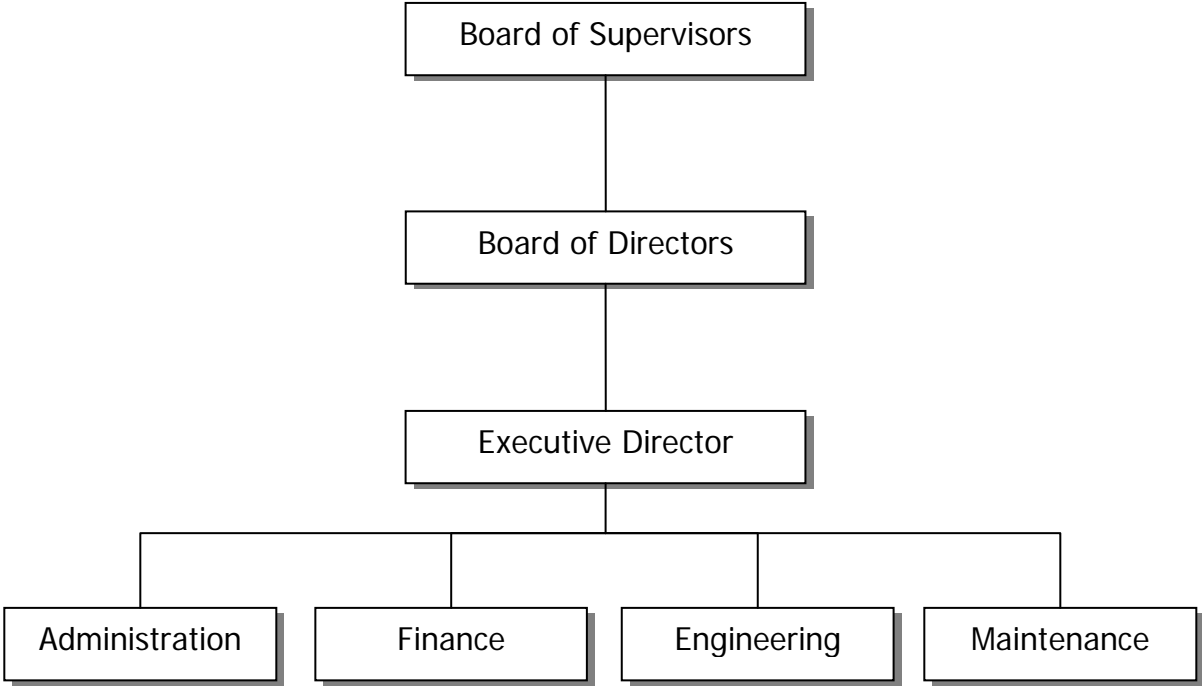 Board of Supervisors
Board of Directors
Executive Director
Administration
Finance
Engineering
Maintenance